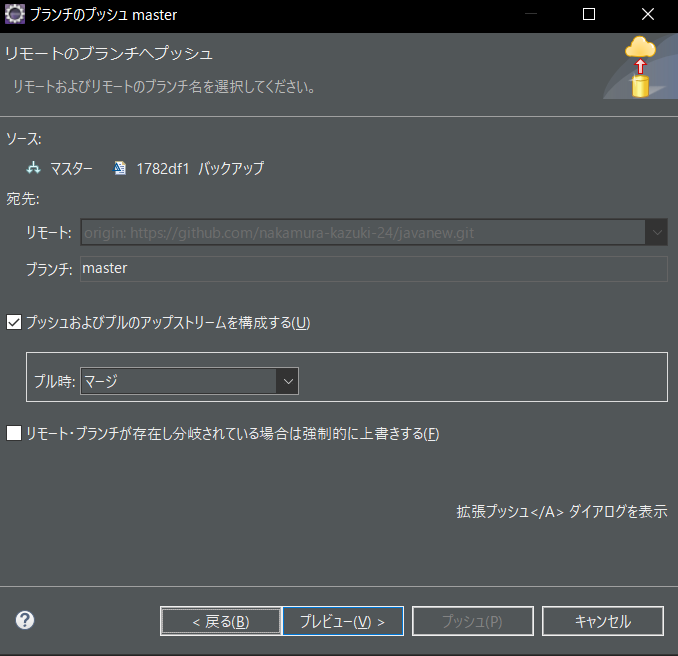 ブランチのプッシュ master
リモートのブランチへプッシュ
リモートおよびリモートのブランチ名を選択してください。
ソース:
マスター 1782df1 バックアップ
宛先:
リモート: origin: https://github.com/nakamura-kazuki-24/javanew.git
ブランチ: master
プッシュおよびプルのアップストリームを構成する(U)
プル時: マージ
リモート・ブランチが存在し分岐されている場合は強制的に上書きする(F)
拡張プッシュ</A> ダイアログを表示
< 戻る(B) プレビュー(V) > プッシュ(P) キャンセル